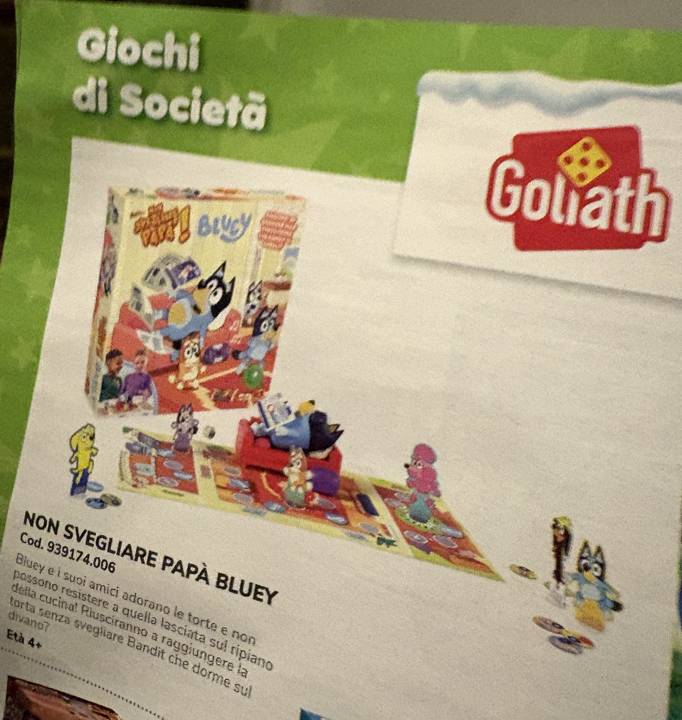 Giochi
di Società
Goliath
BLUEY
NON SVEGLIARE PAPÀ BLUEY
Cod. 939174.006
Bluey e i suoi amici adorano le torte e non
possono resistere a quella lasciata sul ripiano
della cucina! Riusciranno a raggiungere la
torta senza svegliare Bandit che dorme sul
divano?
Età 4+